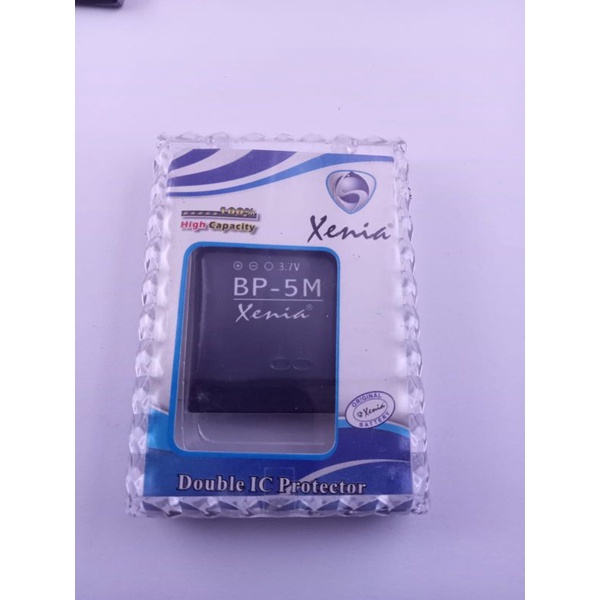 100%
High Capacity
Xenia®
3.7V
BP-5M
Xenia®
ORIGINAL
Xenia
BATTERY
Double IC Protector